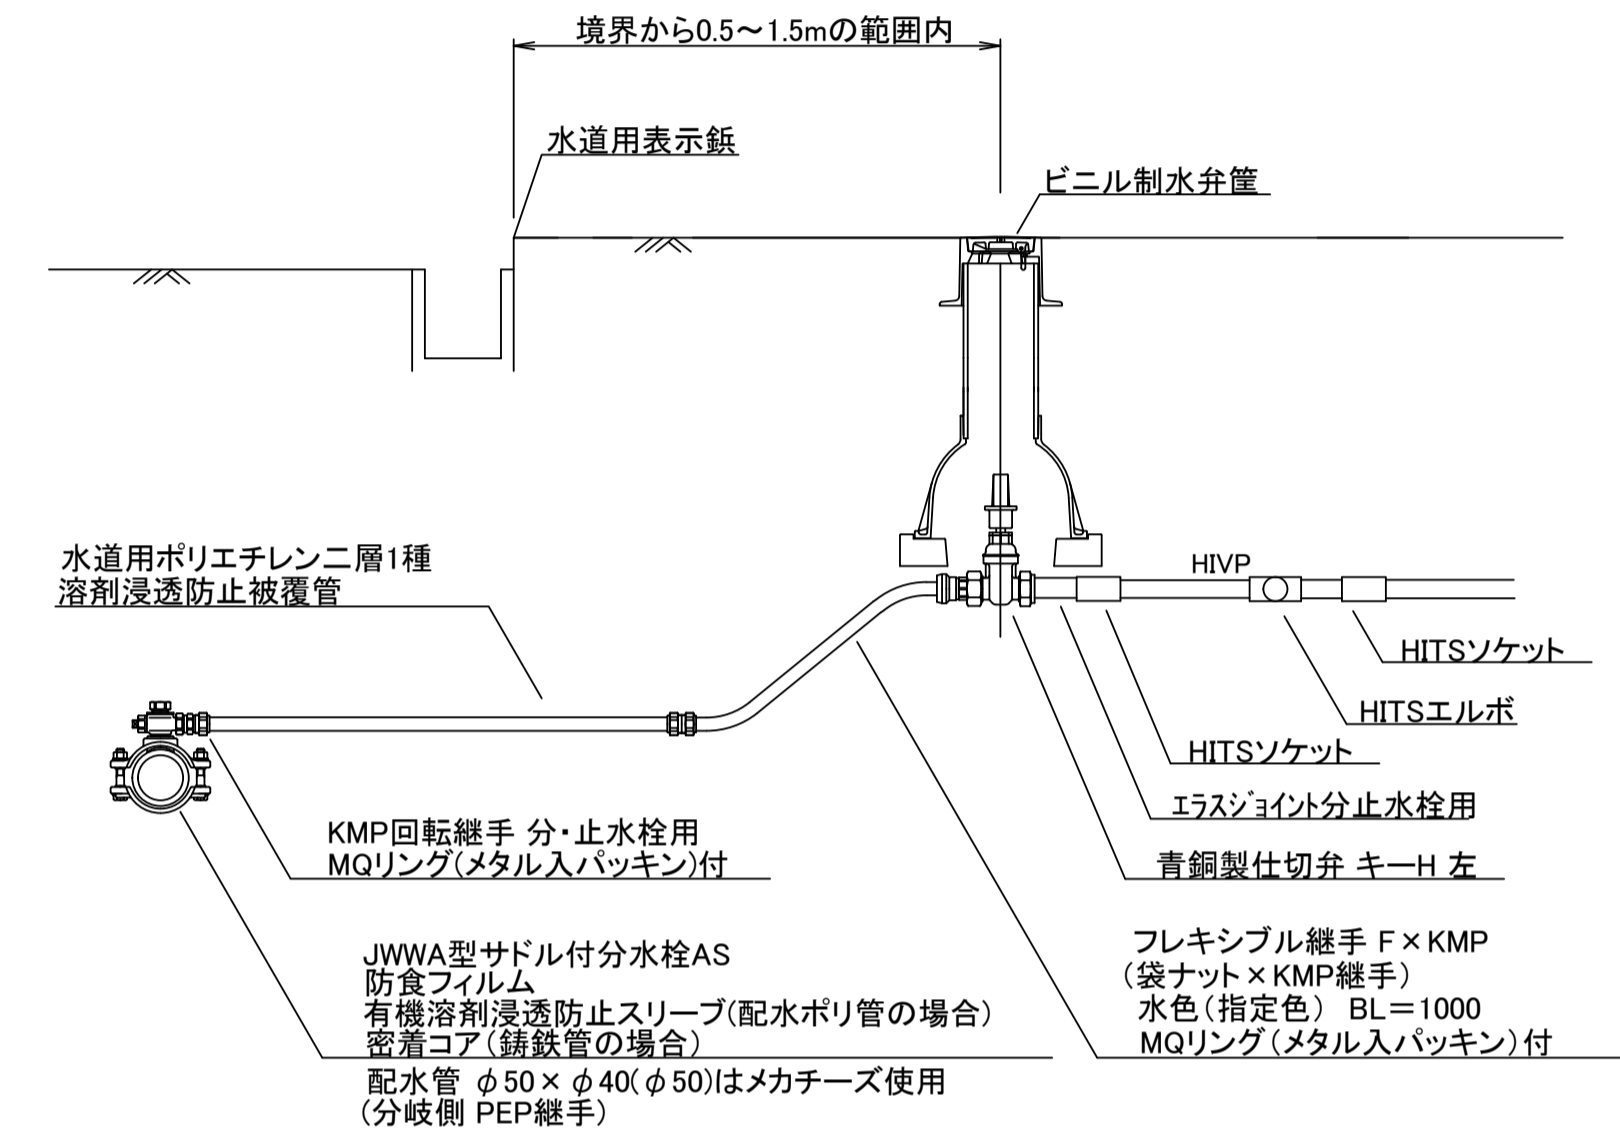 境界から0.5～1.5mの範囲内
水道用表示鋲
ビニル制水弁筐
水道用ポリエチレン二層1種
溶剤浸透防止被覆管
HIVP
HITSソケット
HITSエルボ
HITSソケット
ｴﾗｽｼﾞｮｲﾝﾄ分止水栓用
青銅製仕切弁 キーH 左
KMP回転継手 分・止水栓用
MQリング(メタル入パッキン)付
フレキシブル継手 F×KMP
(袋ナット×KMP継手)
水色(指定色) BL=1000
MQリング(メタル入パッキン)付
JWWA型サドル付分水栓AS
防食フィルム
有機溶剤浸透防止スリーブ(配水ポリ管の場合)
密着コア(鋳鉄管の場合)
配水管 φ50×φ40(φ50)はメカチーズ使用
(分岐側 PEP継手)